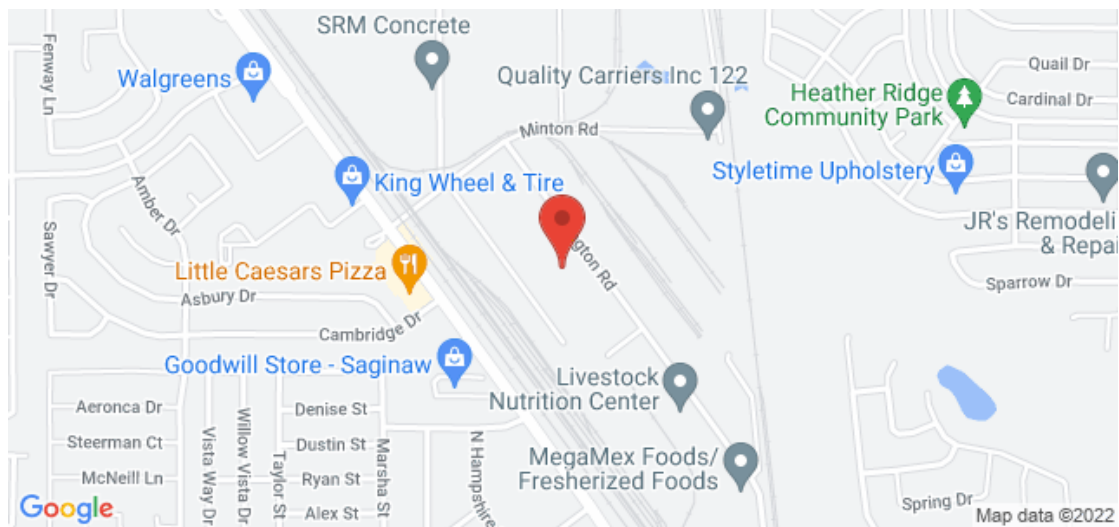 SRM Concrete
Fenway Ln
Walgreens
Quality Carriers Inc 122
Quail Dr
Heather Ridge
Community Park
Cardinal Dr
Minton Rd
Styletime Upholstery
King Wheel & Tire
Amber Dr
JR's Remodeli
& Repai
Sawyer Dr
ngton Rd
Little Caesars Pizza
Sparrow Dr
Asbury Dr
Cambridge Dr
Goodwill Store - Saginaw
Livestock
Nutrition Center
Aeronca Dr
Denise St
Steerman Ct
Vista Way Dr
Willow Vista Dr
Taylor St
Dustin St
Marsha St
N Hampshire
McNeill Ln
Ryan St
MegaMex Foods/
Fresherized Foods
Alex St
Spring Dr
Google
Map data ©2022